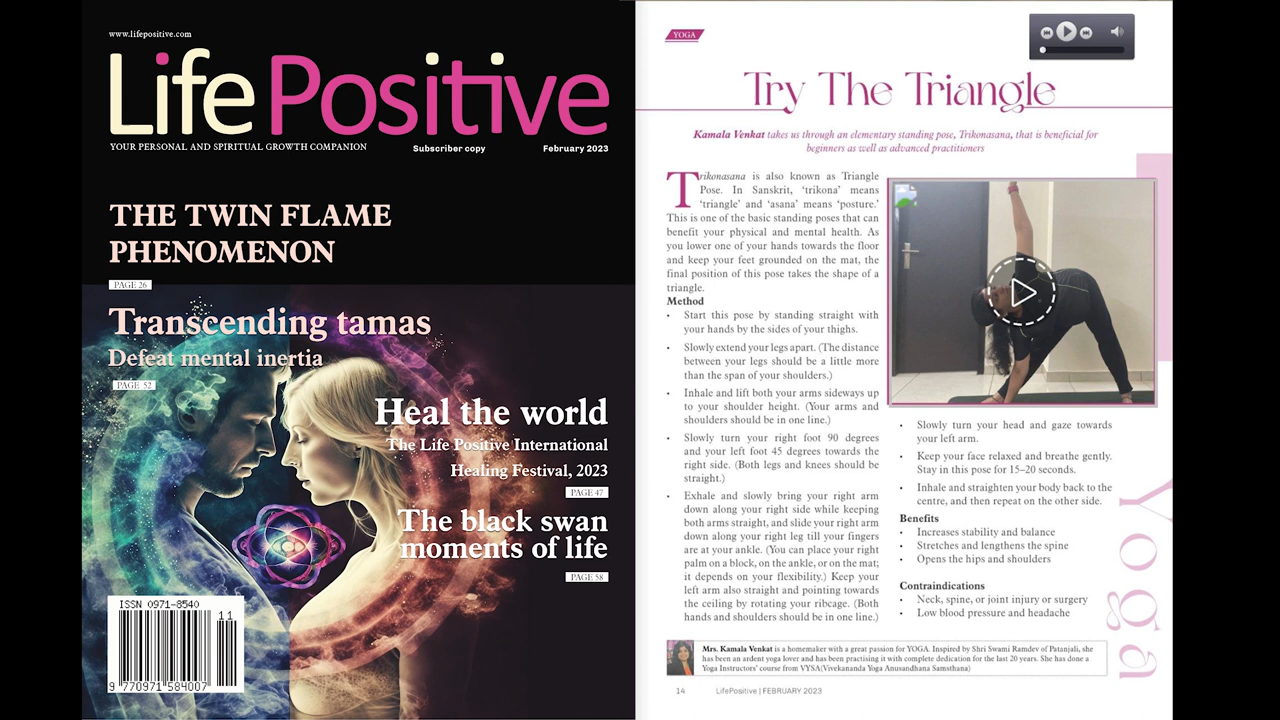 www.lifepositive.com
Life Positive
YOUR PERSONAL AND SPIRITUAL GROWTH COMPANION Subscriber copy February 2023
THE TWIN FLAME
PHENOMENON
PAGE 26
Transcending tamas
Defeat mental inertia
PAGE 52
Heal the world
The Life Positive International
Healing Festival, 2023
PAGE 47
The black swan
moments of life
PAGE 58
ISSN 0971-8540
11
9 770971 584007
YOGA
Try The Triangle
Kamala Venkat takes us through an elementary standing pose, Trikonasana, that is beneficial for
beginners as well as advanced practitioners
Trikonasana is also known as Triangle
Pose. In Sanskrit, 'trikona' means
'triangle' and 'asana' means 'posture.'
This is one of the basic standing poses that can
benefit your physical and mental health. As
you lower one of your hands towards the floor
and keep your feet grounded on the mat, the
final position of this pose takes the shape of a
triangle.
Method
• Start this pose by standing straight with
your hands by the sides of your thighs.
• Slowly extend your legs apart. (The distance
between your legs should be a little more
than the span of your shoulders.)
• Inhale and lift both your arms sideways up
to your shoulder height. (Your arms and
shoulders should be in one line.)
• Slowly turn your right foot 90 degrees
and your left foot 45 degrees towards the
right side. (Both legs and knees should be
straight.)
• Exhale and slowly bring your right arm
down along your right side while keeping
both arms straight, and slide your right arm
down along your right leg till your fingers
are at your ankle. (You can place your right
palm on a block, on the ankle, or on the mat;
it depends on your flexibility.) Keep your
left arm also straight and pointing towards
the ceiling by rotating your ribcage. (Both
hands and shoulders should be in one line.)
• Slowly turn your head and gaze towards
your left arm.
• Keep your face relaxed and breathe gently.
Stay in this pose for 15–20 seconds.
• Inhale and straighten your body back to the
centre, and then repeat on the other side.
Benefits
• Increases stability and balance
• Stretches and lengthens the spine
• Opens the hips and shoulders
Contraindications
• Neck, spine, or joint injury or surgery
• Low blood pressure and headache
Yoga
Mrs. Kamala Venkat is a homemaker with a great passion for YOGA. Inspired by Shri Swami Ramdev of Patanjali, she
has been an ardent yoga lover and has been practising it with complete dedication for the last 20 years. She has done a
Yoga Instructors' course from VYSA(Vivekananda Yoga Anusandhana Samsthana)
14 LifePositive | FEBRUARY 2023